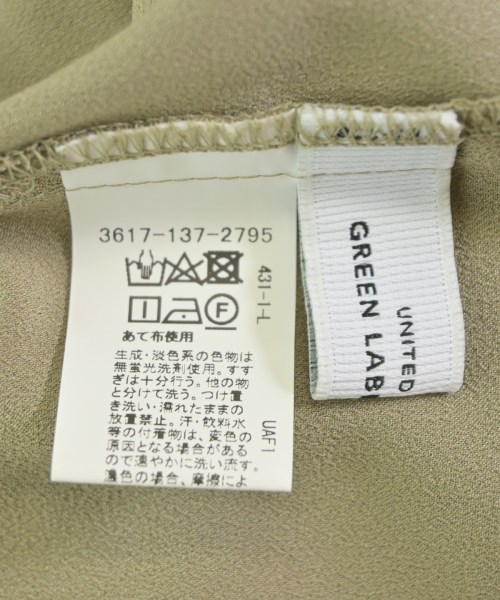 3617-137-2795
431-1-L
F
あて布使用
生成・淡色系の色物は
無蛍光洗剤使用。すす
ぎは十分行う。他の物
と分けて洗う。つけ置
き洗い・濡れたままの
放置禁止。汗・飲料水
等の付着物は、変色の
原因となる場合がある
ので速やかに洗い流す。
濃色の場合、摩擦によ
UAF1
UNITED
GREEN LAB